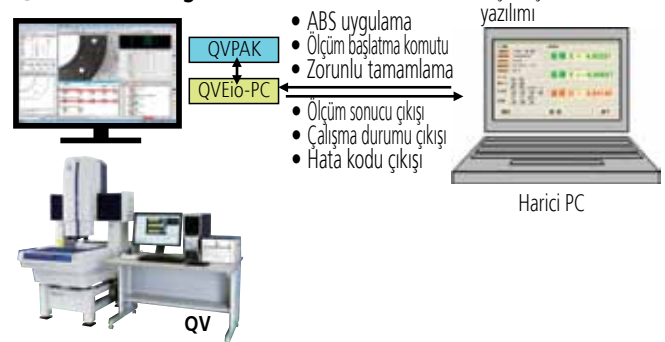 yazılımı
• ABS uygulama
• Ölçüm başlatma komutu
• Zorunlu tamamlama
QVPAK
QVEio-PC
• Ölçüm sonucu çıkışı
• Çalışma durumu çıkışı
• Hata kodu çıkışı
Harici PC
QV